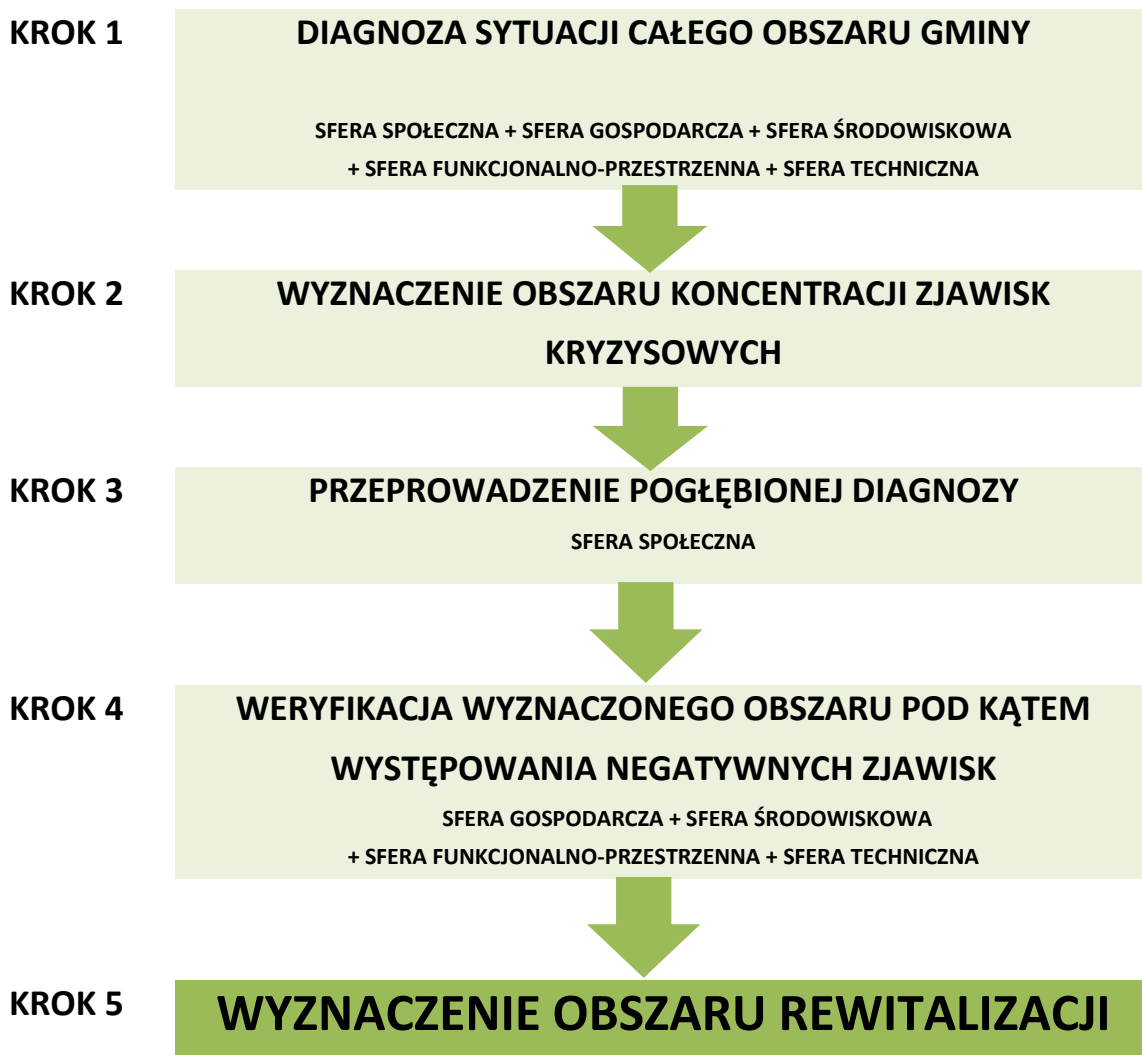 KROK 1
DIAGNOZA SYTUACJI CAŁEGO OBSZARU GMINY
SFERA SPOŁECZNA + SFERA GOSPODARCZA + SFERA ŚRODOWISKOWA
+ SFERA FUNKCJONALNO-PRZESTRZENNA + SFERA TECHNICZNA
KROK 2
WYZNACZENIE OBSZARU KONCENTRACJI ZJAWISK
KRYZYSOWYCH
KROK 3
PRZEPROWADZENIE POGŁĘBIONEJ DIAGNOZY
SFERA SPOŁECZNA
KROK 4
WERYFIKACJA WYZNACZONEGO OBSZARU POD KĄTEM
WYSTĘPOWANIA NEGATYWNYCH ZJAWISK
SFERA GOSPODARCZA + SFERA ŚRODOWISKOWA
+ SFERA FUNKCJONALNO-PRZESTRZENNA + SFERA TECHNICZNA
KROK 5
WYZNACZENIE OBSZARU REWITALIZACJI